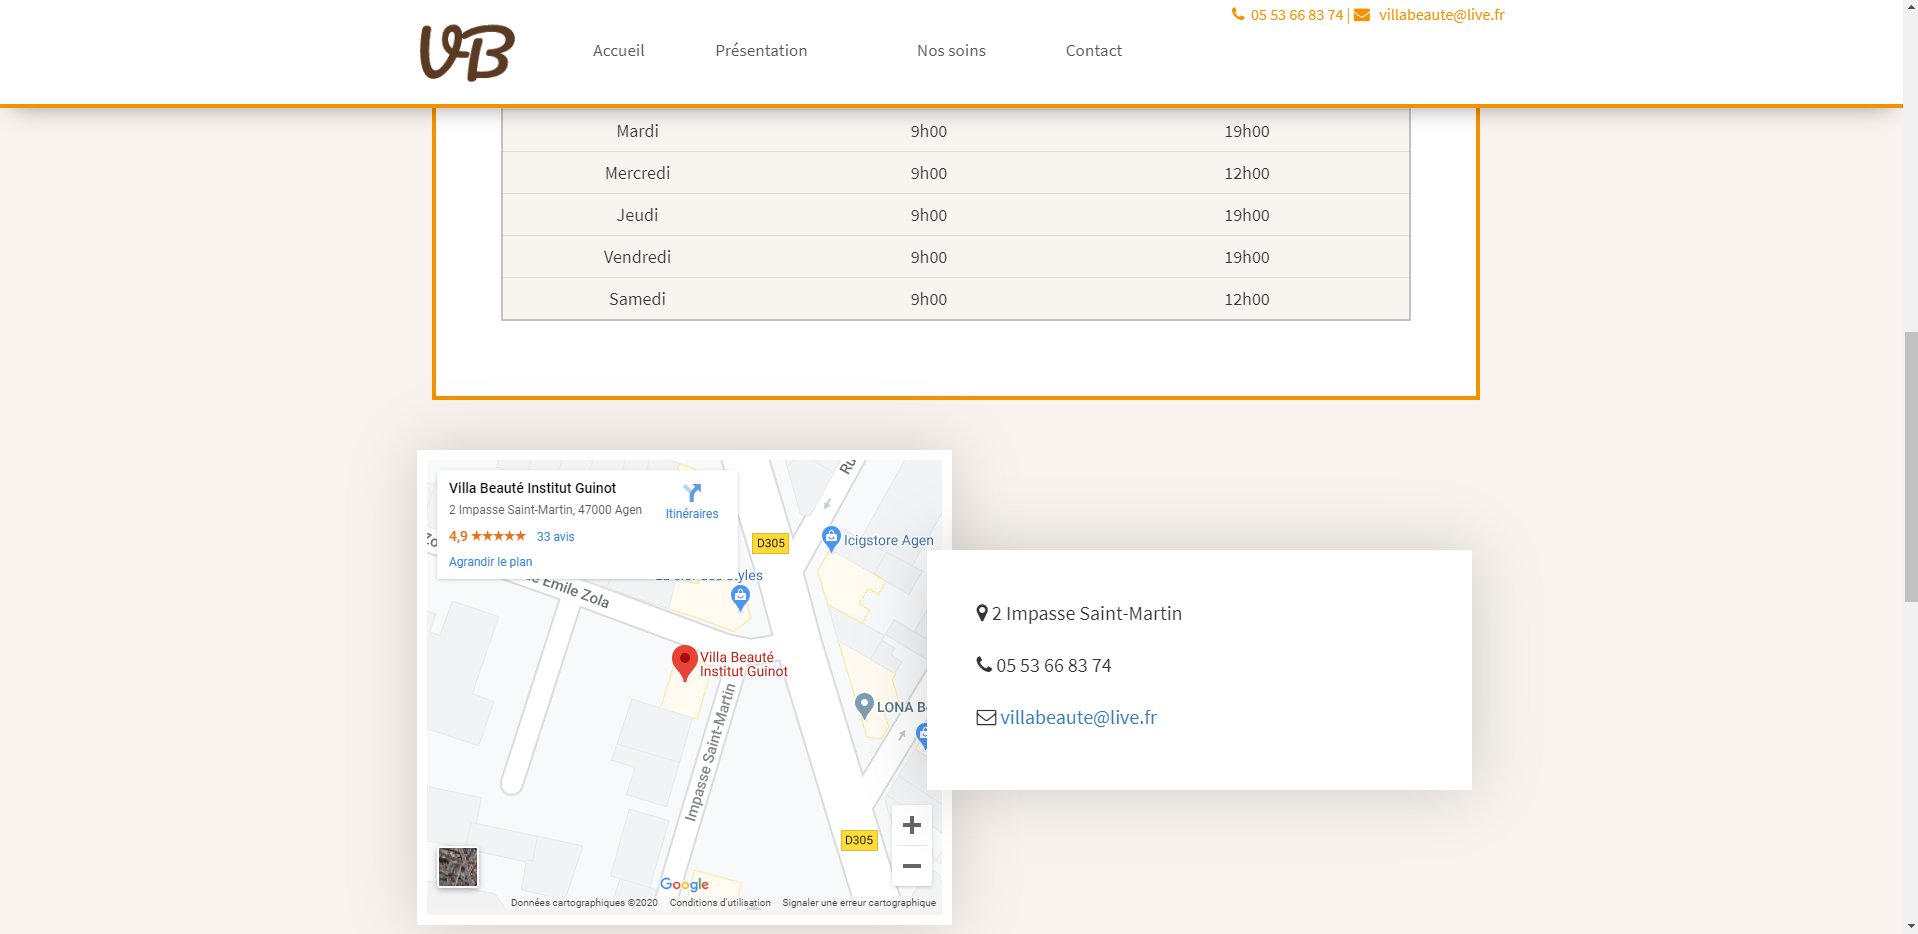 05 53 66 83 74 | villabeaute@live.fr
VB
Accueil Présentation Nos soins Contact
Mardi 9h00 19h00
Mercredi 9h00 12h00
Jeudi 9h00 19h00
Vendredi 9h00 19h00
Samedi 9h00 12h00
Villa Beauté Institut Guinot
2 Impasse Saint-Martin, 47000 Agen
Itinéraires
4,9 ★★★★★ 33 avis
Agrandir le plan
D305
Icigstore Agen
Emile Zola
Villa Beauté
Institut Guinot
Impasse Saint-Martin
LONA
D305
Google
Données cartographiques ©2020 Conditions d'utilisation Signaler une erreur cartographique
2 Impasse Saint-Martin
05 53 66 83 74
villabeaute@live.fr